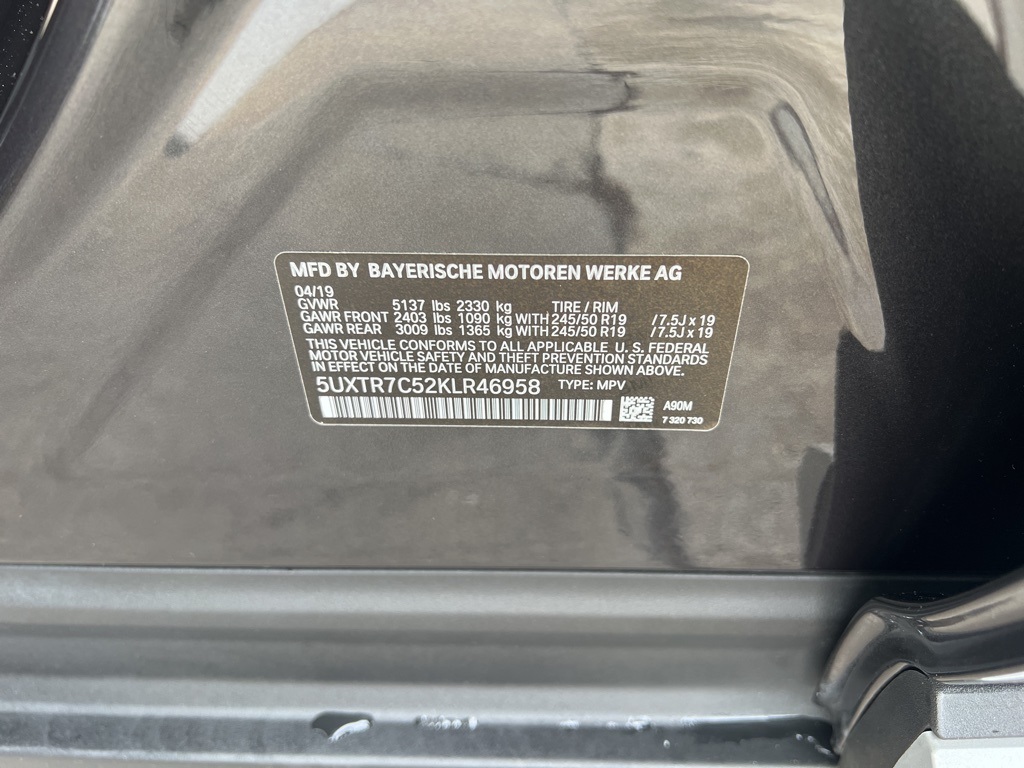 MFD BY BAYERISCHE MOTOREN WERKE AG
04/19
GVWR 5137 lbs 2330 kg TIRE / RIM
GAWR FRONT 2403 lbs 1090 kg WITH 245/50 R19 / 7.5J x 19
GAWR REAR 3009 lbs 1365 kg WITH 245/50 R19 / 7.5J x 19
THIS VEHICLE CONFORMS TO ALL APPLICABLE U. S. FEDERAL
MOTOR VEHICLE SAFETY AND THEFT PREVENTION STANDARDS
IN EFFECT ON THE DATE OF MANUFACTURE SHOWN ABOVE.
5UXTR7C52KLR46958 TYPE: MPV
A90M
7 320 730